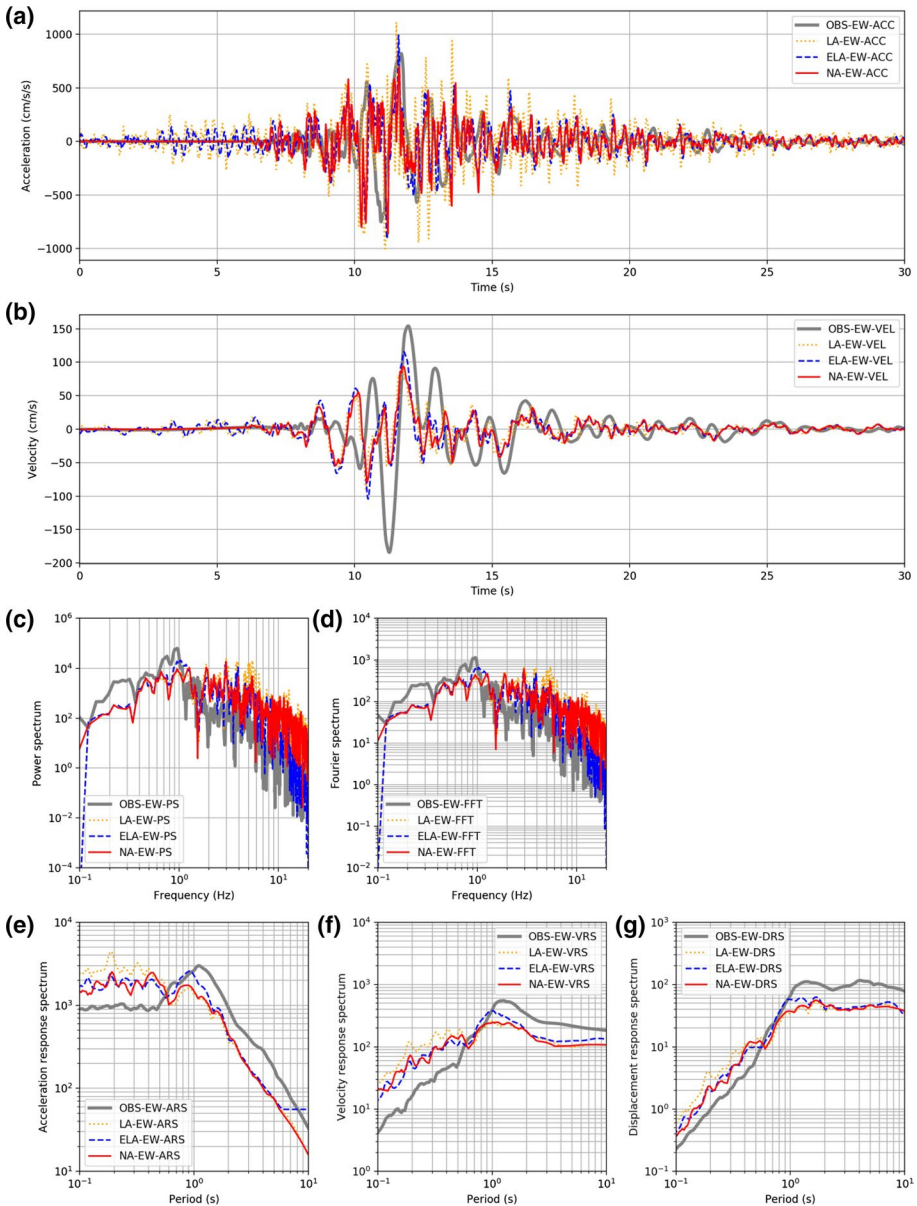 (a)
Acceleration (cm/s/s)
1000
500
0
−500
−1000
OBS-EW-ACC
LA-EW-ACC
ELA-EW-ACC
NA-EW-ACC
0 5 10 15 20 25 30
Time (s)
(b)
Velocity (cm/s)
150
100
50
0
−50
−100
−150
−200
OBS-EW-VEL
LA-EW-VEL
ELA-EW-VEL
NA-EW-VEL
0 5 10 15 20 25 30
Time (s)
(c)
Power spectrum
10^6
10^4
10^2
10^0
10^−2
10^−4
OBS-EW-PS
LA-EW-PS
ELA-EW-PS
NA-EW-PS
10^−1 10^0 10^1
Frequency (Hz)
(d)
Fourier spectrum
10^4
10^3
10^2
10^1
10^0
10^−1
10^−2
OBS-EW-FFT
LA-EW-FFT
ELA-EW-FFT
NA-EW-FFT
10^−1 10^0 10^1
Frequency (Hz)
(e)
Acceleration response spectrum
10^4
10^3
10^2
10^1
OBS-EW-ARS
LA-EW-ARS
ELA-EW-ARS
NA-EW-ARS
10^−1 10^0 10^1
Period (s)
(f)
Velocity response spectrum
10^4
10^3
10^2
10^1
10^0
OBS-EW-VRS
LA-EW-VRS
ELA-EW-VRS
NA-EW-VRS
10^−1 10^0 10^1
Period (s)
(g)
Displacement response spectrum
10^3
10^2
10^1
10^0
10^−1
OBS-EW-DRS
LA-EW-DRS
ELA-EW-DRS
NA-EW-DRS
10^−1 10^0 10^1
Period (s)